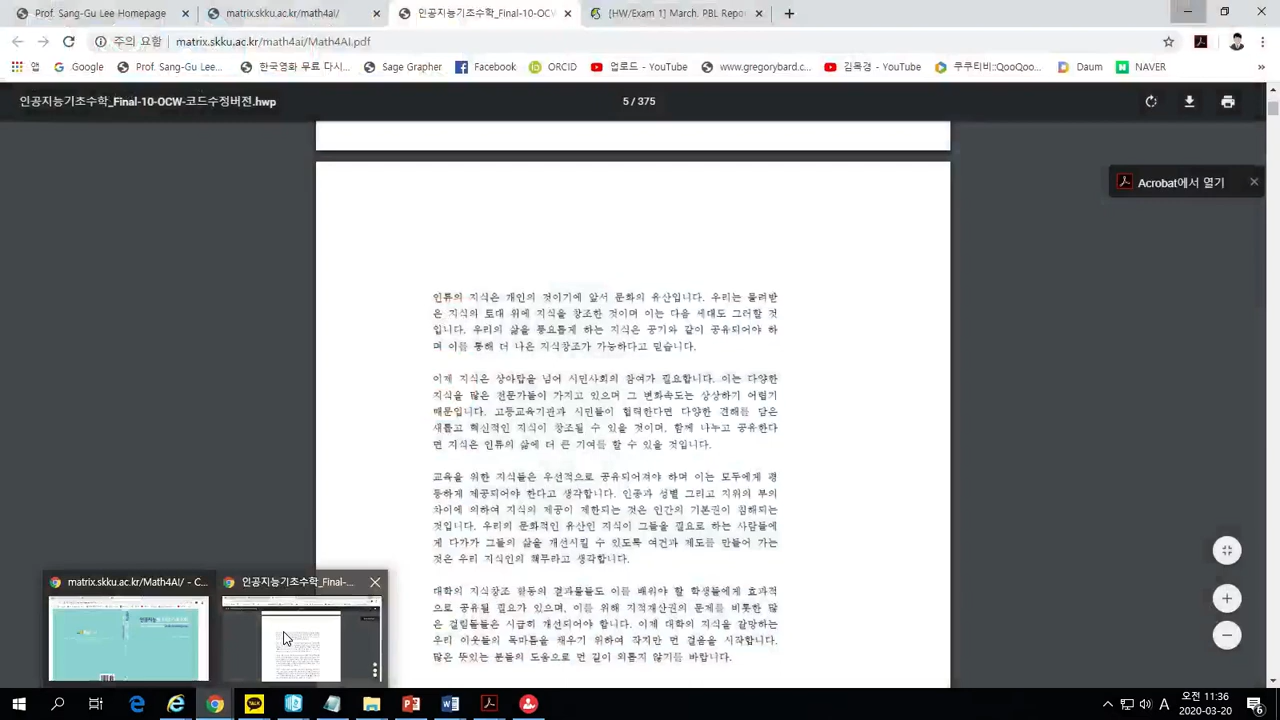 Prof. Sang-Gu Lee Homepage
matrix.skku.ac.kr/math4ai/
인공지능기초수학_Final-10-OCW
[HW/Exam 1] March. PBL Repor
주의 요함
matrix.skku.ac.kr/math4ai/Math4AI.pdf
앱
Google
Prof. Sang-Gu Lee...
한국영화 무료 다시...
Sage Grapher
Facebook
ORCID
업로드 - YouTube
www.gregorybard.c...
김목경 - YouTube
쿠쿠티비::QooQoo...
Daum
NAVER
인공지능기초수학_Final-10-OCW-코드수정버전.hwp
5 / 375
Acrobat에서 열기
인류의 지식은 개인의 것이기에 앞서 문화의 유산입니다. 우리는 물려받
은 지식의 토대 위에 지식을 창조한 것이며 이는 다음 세대도 그러할 것
입니다. 우리의 삶을 풍요롭게 하는 지식은 공기와 같이 공유되어야 하
며 이를 통해 더 나은 지식창조가 가능하다고 믿습니다.
이제 지식은 상아탑을 넘어 시민사회의 참여가 필요합니다. 이는 다양한
지식을 많은 전문가들이 가지고 있으며 그 변화속도는 상상하기 어렵기
때문입니다. 고등교육기관과 시민들이 협력한다면 다양한 견해를 담은
새롭고 혁신적인 지식이 창조될 수 있을 것이며, 함께 나누고 공유한다
면 지식은 인류의 삶에 더 큰 기여를 할 수 있을 것입니다.
교육을 위한 지식들은 우선적으로 공유되어져야 하며 이는 모두에게 평
등하게 제공되어야 한다고 생각합니다. 인종과 성별 그리고 지위의 부의
차이에 의하여 지식의 제공이 제한되는 것은 인간의 기본권이 침해되는
것입니다. 우리의 문화적인 유산인 지식이 그들을 필요로 하는 사람들에
게 다가가 그들의 삶을 개선시킬 수 있도록 여건과 제도를 만들어 가는
것은 우리 지식인의 책무라고 생각합니다.
대학의 지식창조 활동의 결과물들도 이를 배워야 할 학생들에게 효과적
으로 공유될 필요가 있으며, 이를 위해 지적재산권의 문제를 비롯한 많
은 걸림돌들은 시급히 개선되어야 합니다. 이제 대학의 지식을 갈망하는
우리 이웃들의 목마름을 채우기 위하여 작지만 먼 걸음을 시작합니다.
많은 뜻있는 분들의 도움으로 먼 길이 외롭지 않기를 바랍니다.
matrix.skku.ac.kr/Math4AI/ - C...
인공지능기초수학_Final-...
TALK
A
오전 11:36
2020-03-20
6